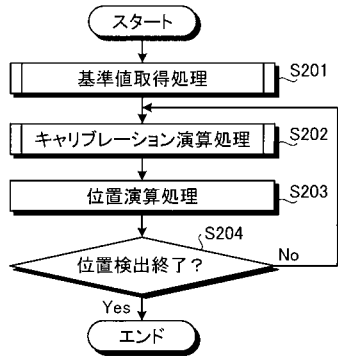 スタート
基準値取得処理
S201
キャリブレーション演算処理
S202
位置演算処理
S203
S204
位置検出終了？
No
Yes
エンド